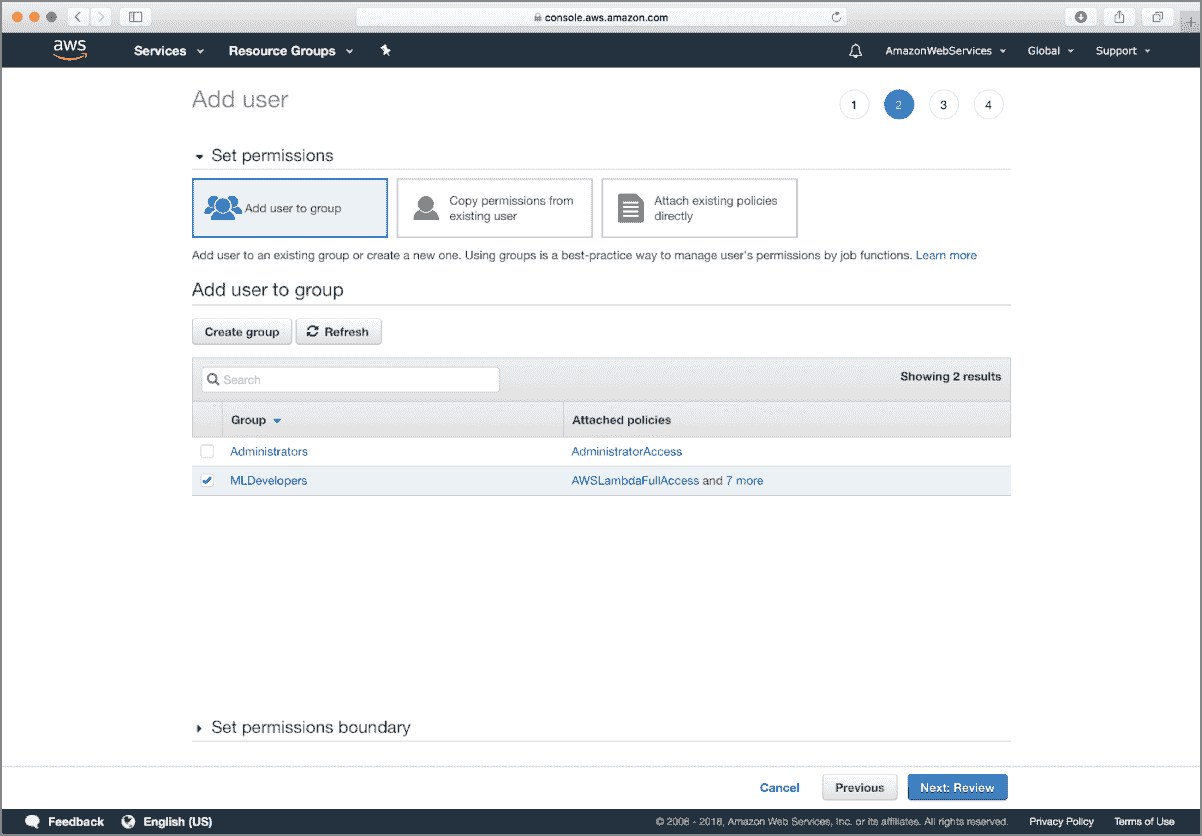 console.aws.amazon.com
aws Services Resource Groups AmazonWebServices Global Support
Add user
1 2 3 4
Set permissions
Add user to group
Copy permissions from
existing user
Attach existing policies
directly
Add user to an existing group or create a new one. Using groups is a best-practice way to manage user's permissions by job functions. Learn more
Add user to group
Create group Refresh
Search Showing 2 results
Group Attached policies
Administrators AdministratorAccess
MLDevelopers AWSLambdaFullAccess and 7 more
Set permissions boundary
Cancel Previous Next: Review
Feedback English (US) © 2008 - 2018, Amazon Web Services, Inc. or its affiliates. All rights reserved. Privacy Policy Terms of Use